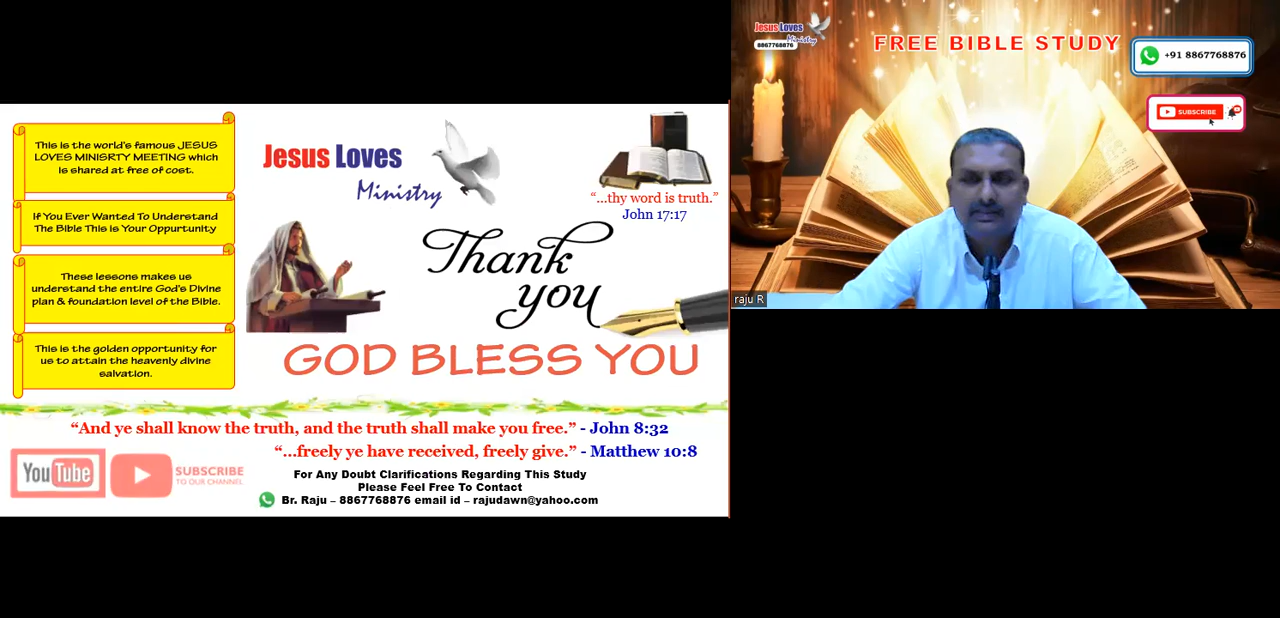 This is the world's famous JESUS
LOVES MINISRTY MEETING which
is shared at free of cost.
If You Ever Wanted To Understand
The Bible This is Your Oppurtunity
These lessons makes us
understand the entire God's Divine
plan & foundation level of the Bible.
This is the golden opportunity for
us to attain the heavenly divine
salvation.
Jesus Loves
Ministry
“...thy word is truth.”
John 17:17
Thank
you
GOD BLESS YOU
“And ye shall know the truth, and the truth shall make you free.” - John 8:32
“...freely ye have received, freely give.” - Matthew 10:8
YouTube
SUBSCRIBE
TO OUR CHANNEL
For Any Doubt Clarifications Regarding This Study
Please Feel Free To Contact
Br. Raju – 8867768876 email id – rajudawn@yahoo.com
Jesus Loves
Ministry
8867768876
FREE BIBLE STUDY
+91 8867768876
SUBSCRIBE
raju R